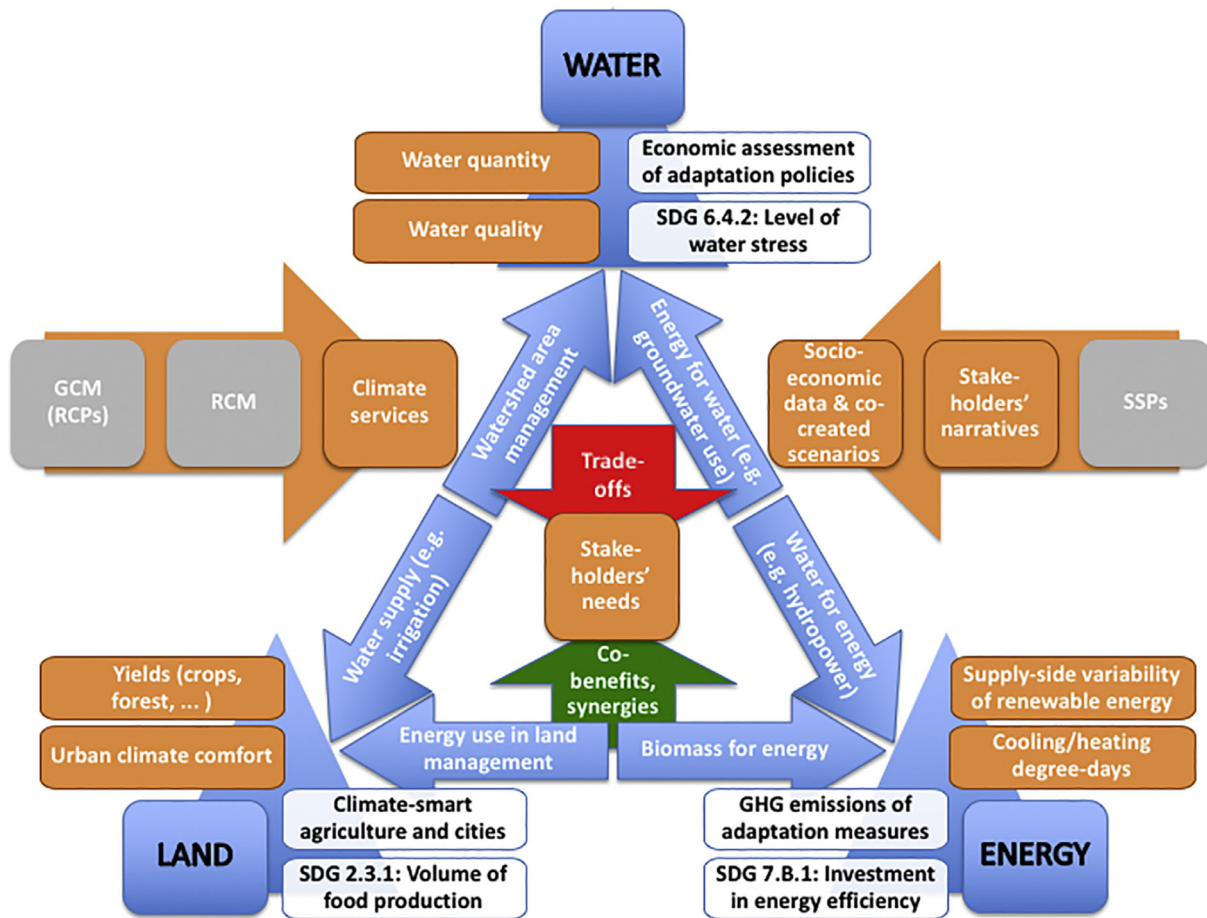 WATER
Water quantity
Economic assessment
of adaptation policies
Water quality
SDG 6.4.2: Level of
water stress
GCM
(RCPs)
RCM
Climate
services
Watershed area
management
Energy for water (e.g.
groundwater use)
Socio-
economic
data & co-
created
scenarios
Stake-
holders’
narratives
SSPs
Trade-
offs
Stake-
holders’
needs
Water supply (e.g.
irrigation)
Water for energy
(e.g. hydropower)
Co-
benefits,
synergies
Yields (crops,
forest, ... )
Urban climate comfort
Energy use in land
management
Biomass for energy
Supply-side variability
of renewable energy
Cooling/heating
degree-days
LAND
Climate-smart
agriculture and cities
SDG 2.3.1: Volume of
food production
GHG emissions of
adaptation measures
SDG 7.B.1: Investment
in energy efficiency
ENERGY